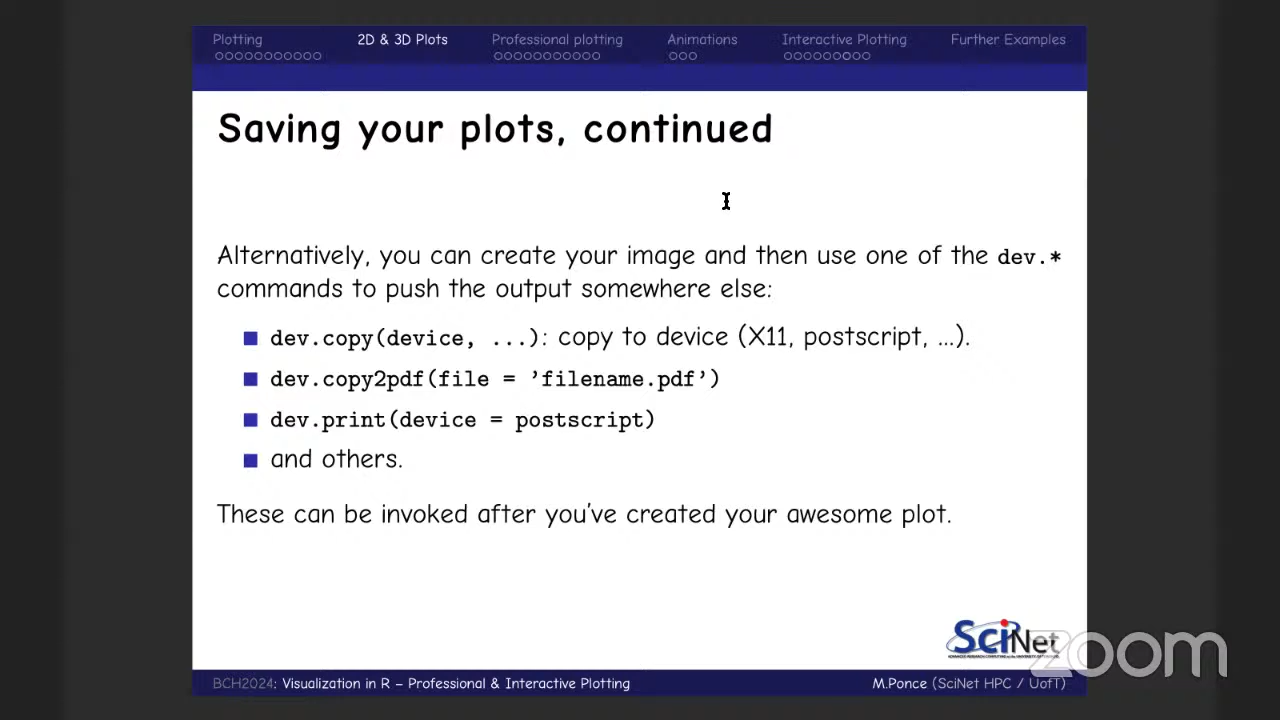 Plotting 2D & 3D Plots Professional plotting Animations Interactive Plotting Further Examples
Saving your plots, continued
Alternatively, you can create your image and then use one of the dev.*
commands to push the output somewhere else:
dev.copy(device, ...): copy to device (X11, postscript, ...).
dev.copy2pdf(file = ’filename.pdf’)
dev.print(device = postscript)
and others.
These can be invoked after you've created your awesome plot.
SciNet
zoom
BCH2024: Visualization in R – Professional & Interactive Plotting M.Ponce (SciNet HPC / UofT)